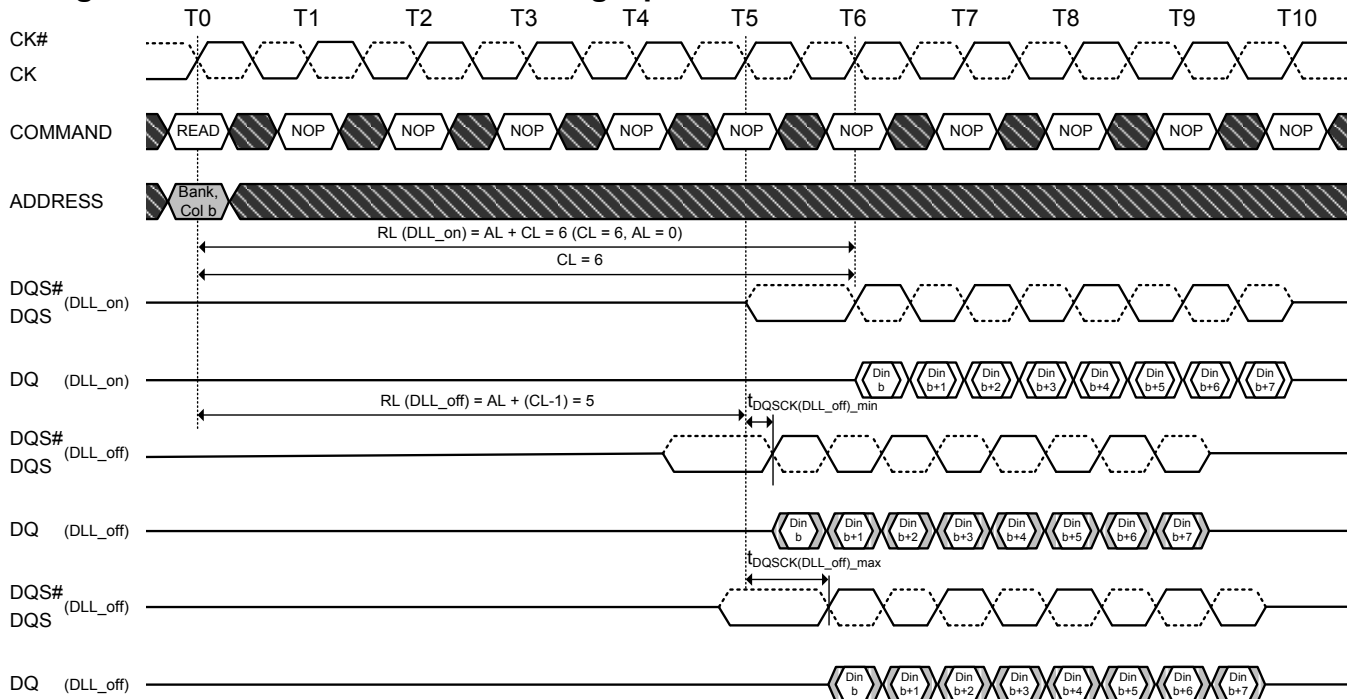 T0 T1 T2 T3 T4 T5 T6 T7 T8 T9 T10
CK#
CK
COMMAND READ NOP NOP NOP NOP NOP NOP NOP NOP NOP NOP
ADDRESS Bank, Col b
RL (DLL_on) = AL + CL = 6 (CL = 6, AL = 0)
CL = 6
DQS# (DLL_on)
DQS
DQ (DLL_on) Din b Din b+1 Din b+2 Din b+3 Din b+4 Din b+5 Din b+6 Din b+7
RL (DLL_off) = AL + (CL-1) = 5 tDQSCK(DLL_off)_min
DQS# (DLL_off)
DQS
DQ (DLL_off) Din b Din b+1 Din b+2 Din b+3 Din b+4 Din b+5 Din b+6 Din b+7
tDQSCK(DLL_off)_max
DQS# (DLL_off)
DQS
DQ (DLL_off) Din b Din b+1 Din b+2 Din b+3 Din b+4 Din b+5 Din b+6 Din b+7